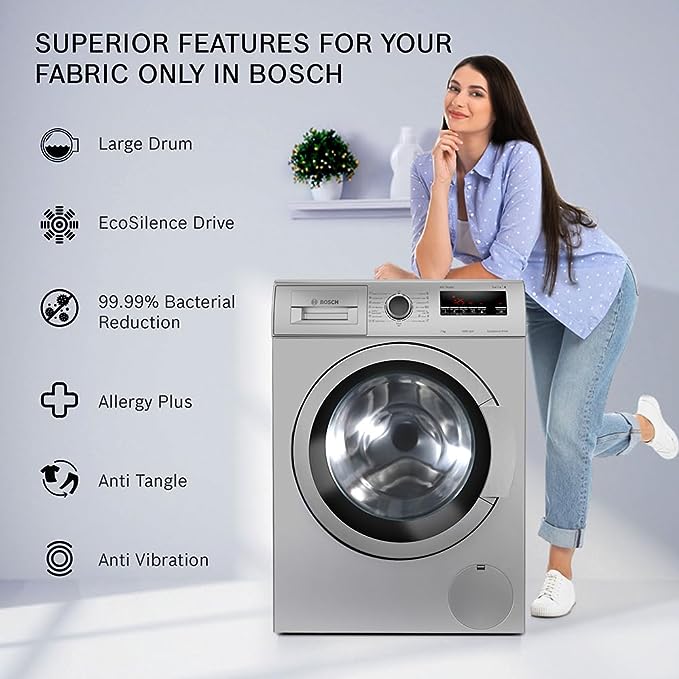 SUPERIOR FEATURES FOR YOUR
FABRIC ONLY IN BOSCH
Large Drum
EcoSilence Drive
99.99% Bacterial
Reduction
Allergy Plus
Anti Tangle
Anti Vibration
BOSCH